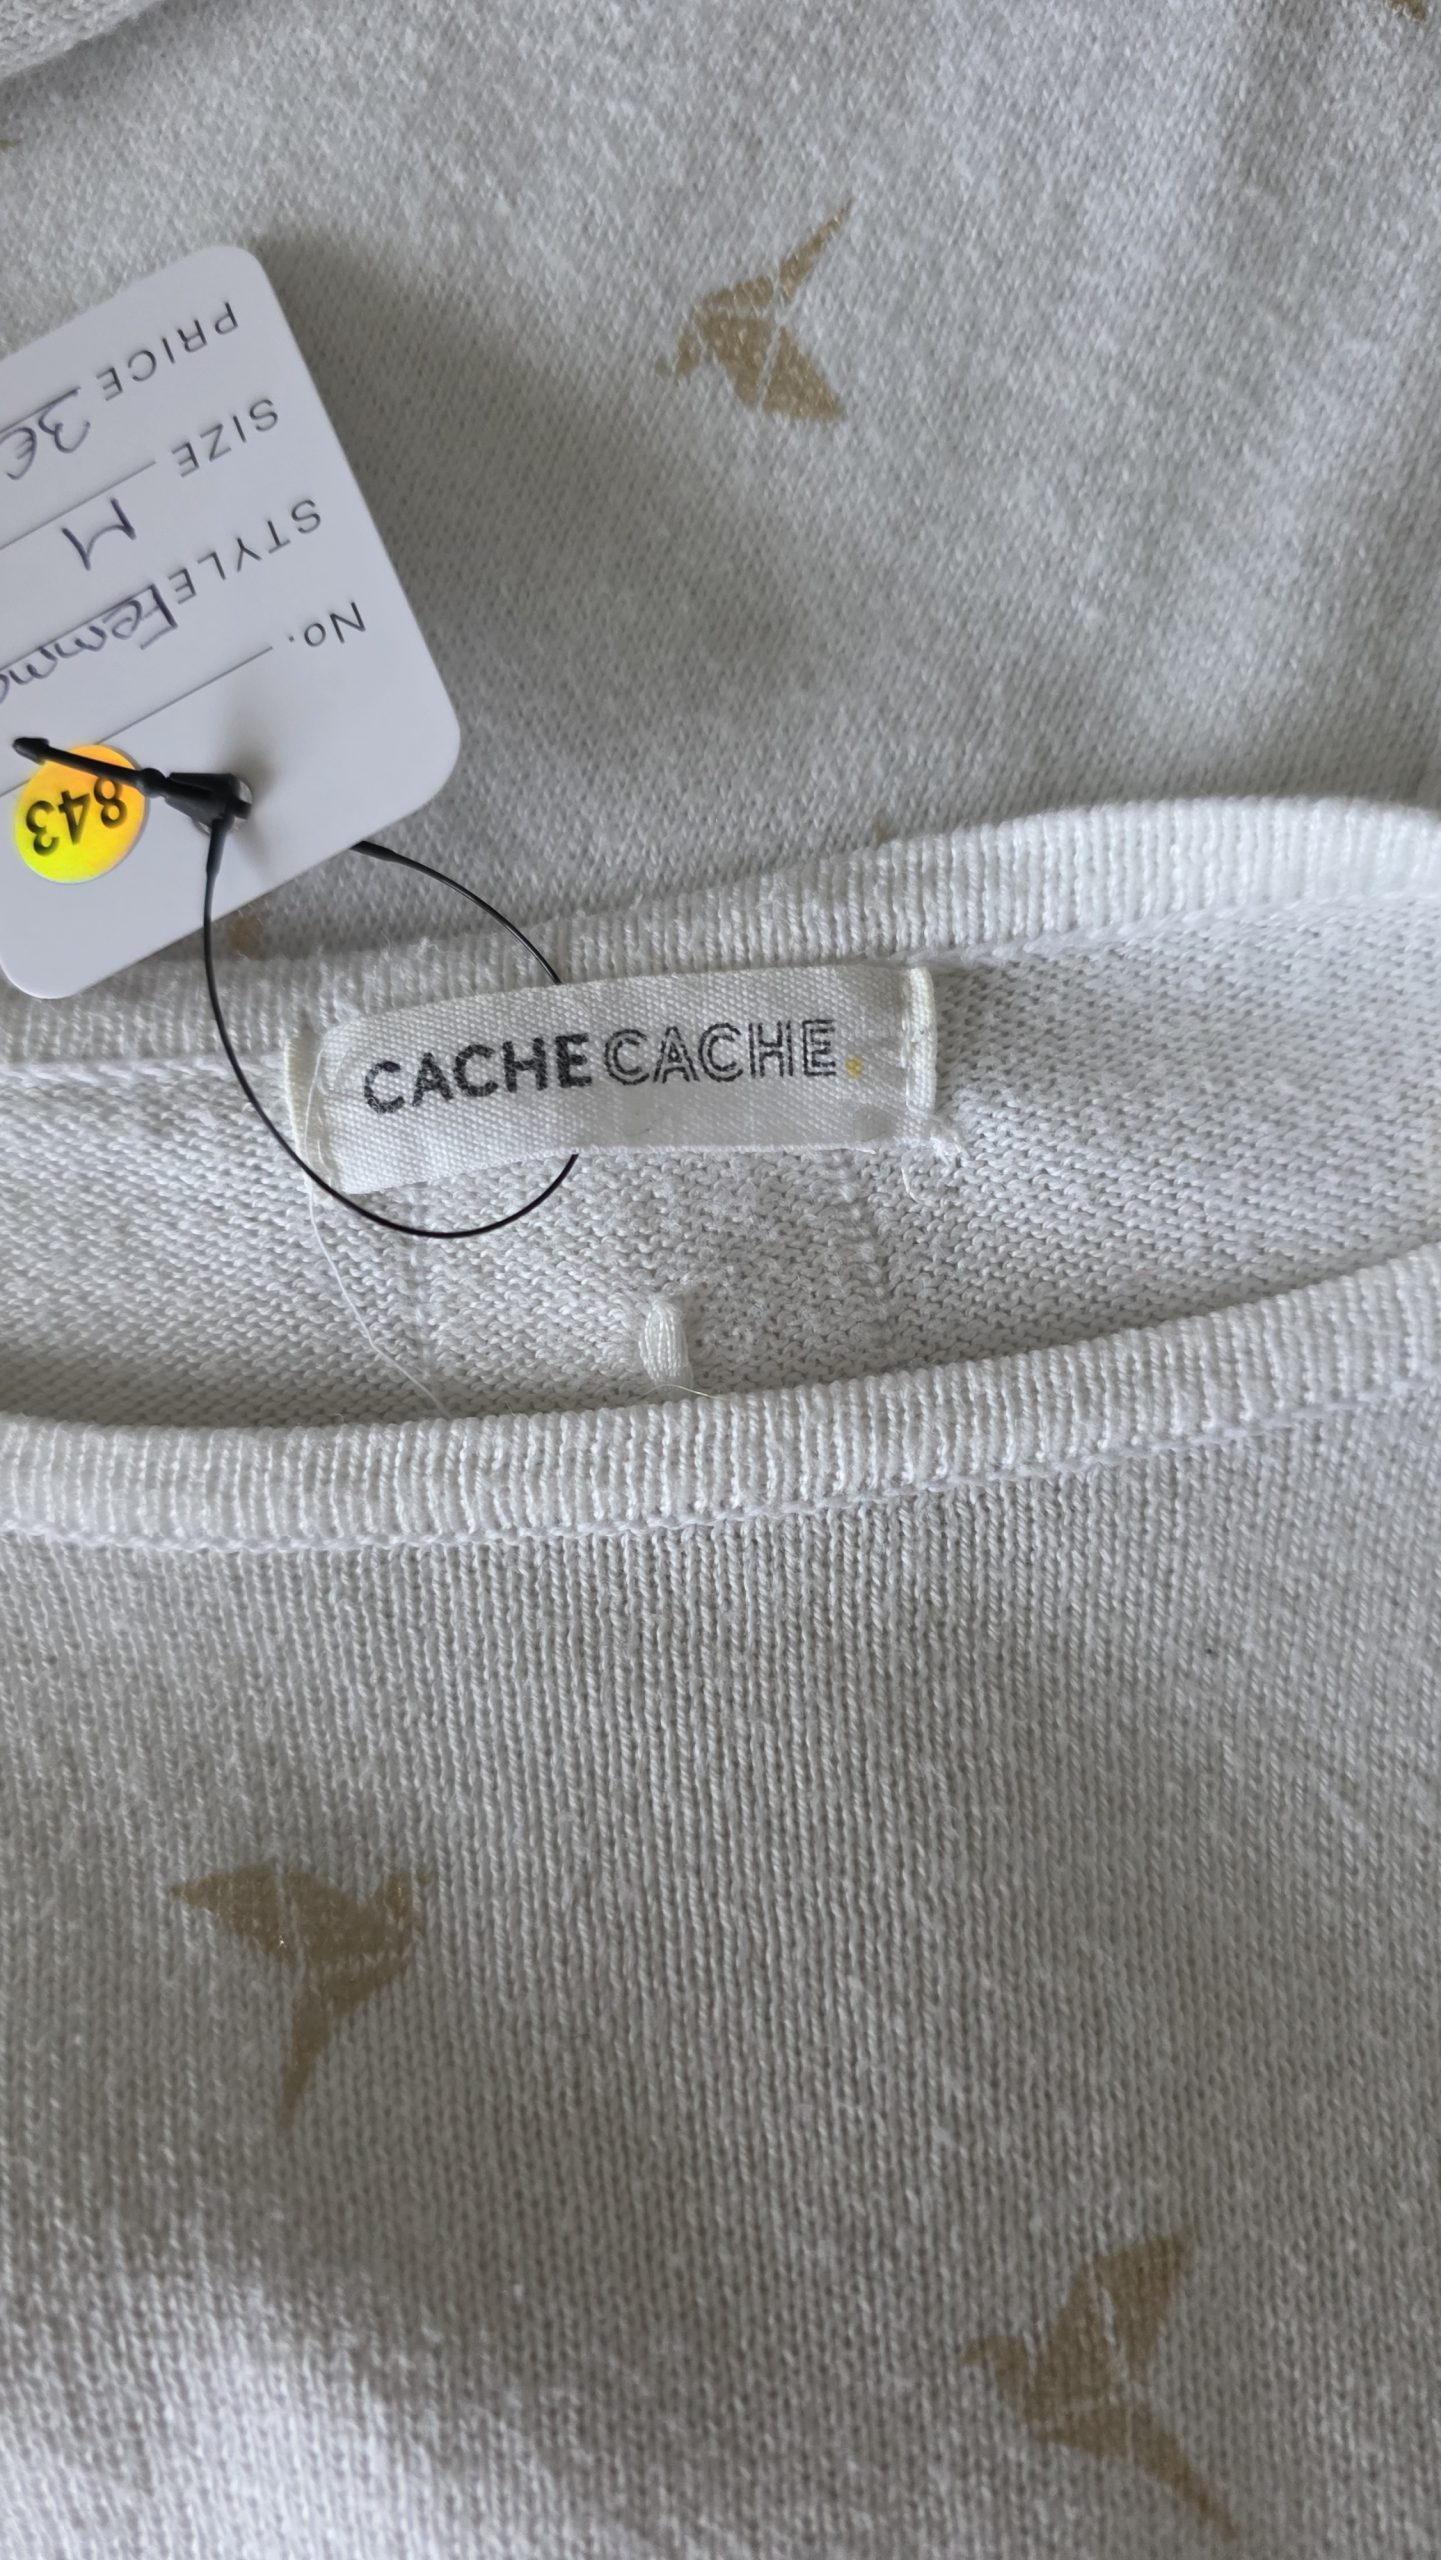 CACHE CACHE.
No.
STYLE Femme
SIZE M
PRICE 3€
843